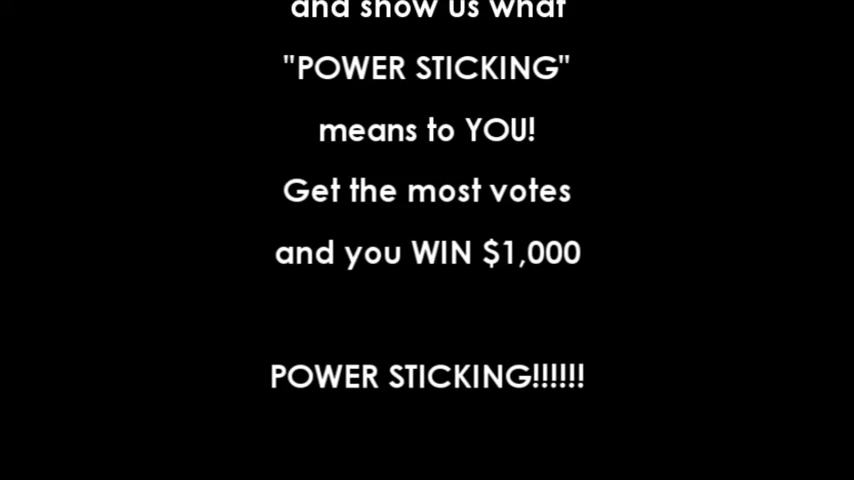 and show us what
"POWER STICKING"
means to YOU!
Get the most votes
and you WIN $1,000
POWER STICKING!!!!!!